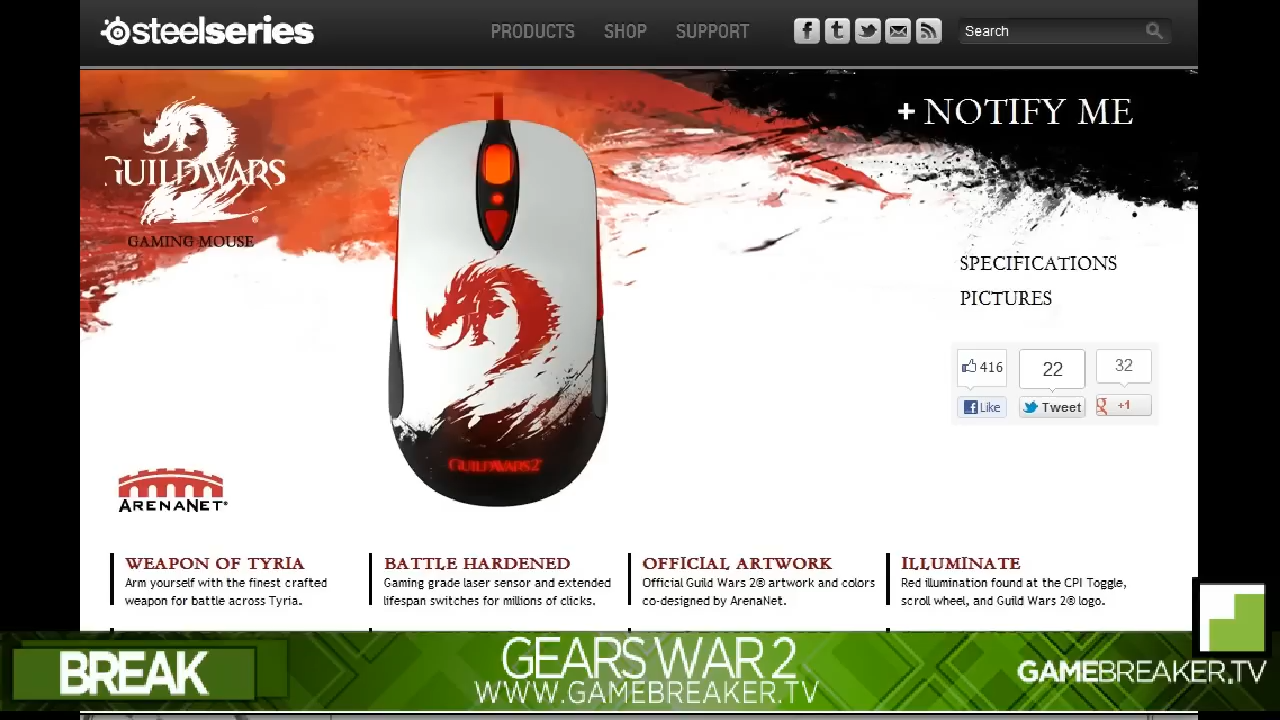 steelseries
PRODUCTS SHOP SUPPORT
Search
GUILDWARS
2
GAMING MOUSE
+ NOTIFY ME
SPECIFICATIONS
PICTURES
416 22 32
Like Tweet +1
GUILDWARS2
ARENANET
WEAPON OF TYRIA
Arm yourself with the finest crafted
weapon for battle across Tyria.
BATTLE HARDENED
Gaming grade laser sensor and extended
lifespan switches for millions of clicks.
OFFICIAL ARTWORK
Official Guild Wars 2® artwork and colors
co-designed by ArenaNet.
ILLUMINATE
Red illumination found at the CPI Toggle,
scroll wheel, and Guild Wars 2® logo.
BREAK
GEARS WAR 2
WWW.GAMEBREAKER.TV
GAMEBREAKER.TV